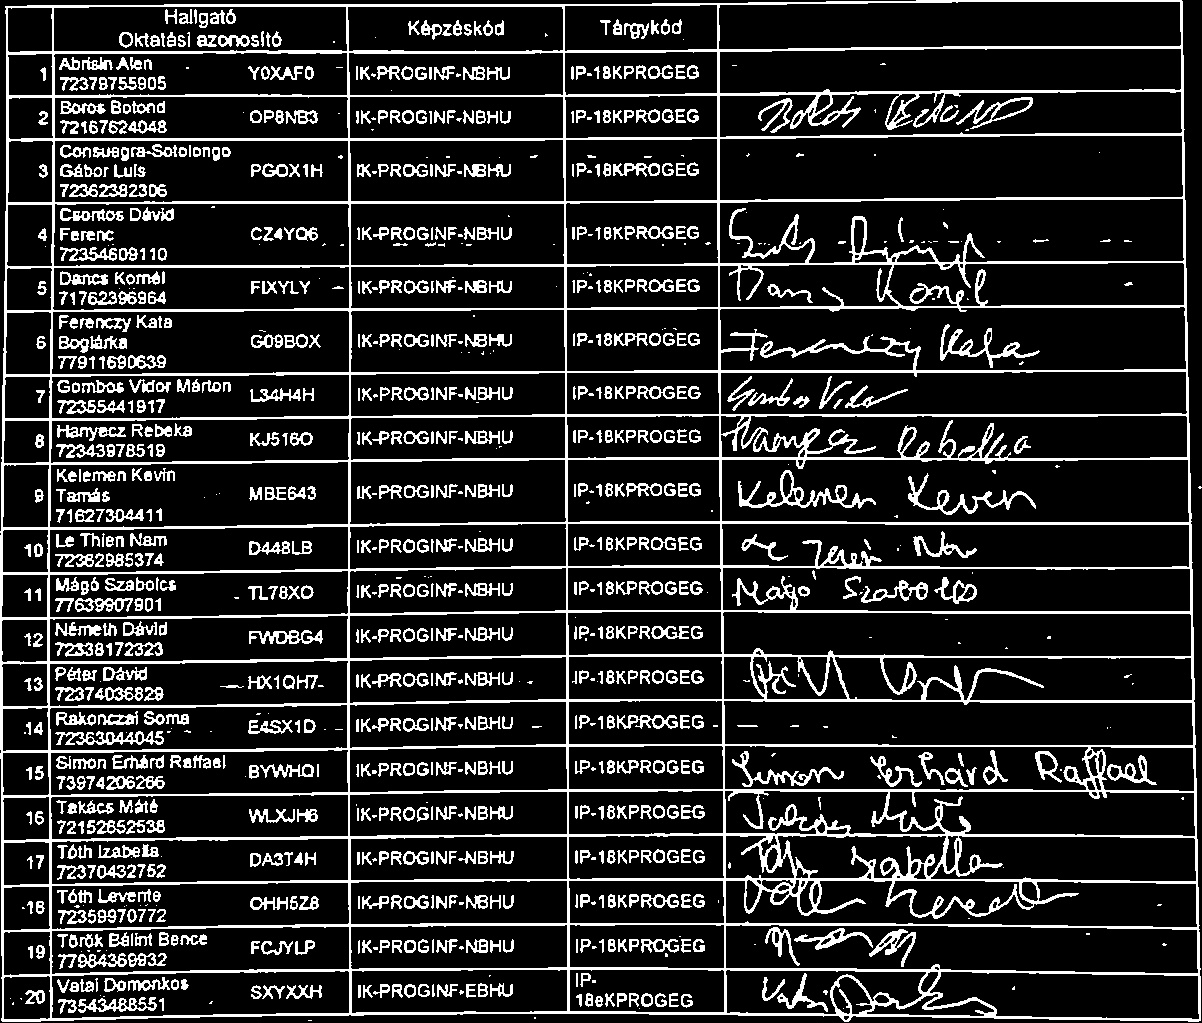 Hallgató Képzéskód Tárgykód
Oktatási azonosító
1 Abrisin Alen Y0XAF0 IK-PROGINF-NBHU IP-18KPROGEG
72379755905
2 Boros Botond OP8NB3 IK-PROGINF-NBHU IP-18KPROGEG Boros Botond
72167624048
Consuegra-Sotolongo
3 Gábor Luis PGOX1H IK-PROGINF-NBHU IP-18KPROGEG
72362382306
Csontos Dávid
4 Ferenc CZ4YQ6 IK-PROGINF-NBHU IP-18KPROGEG
72354609110
5 Dancs Kornél FIXYLY IK-PROGINF-NBHU IP-18KPROGEG Dancs Kornél
71762396964
Ferenczy Kata
6 Boglárka G09BOX IK-PROGINF-NBHU IP-18KPROGEG Ferenczy Kata
77911690639
7 Gombos Vidor Márton L34H4H IK-PROGINF-NBHU IP-18KPROGEG Gombos Vidor
72355441917
8 Hanyecz Rebeka KJ516O IK-PROGINF-NBHU IP-18KPROGEG Hanyecz Rebeka
72343978519
Kelemen Kevin
9 Tamás MBE643 IK-PROGINF-NBHU IP-18KPROGEG Kelemen Kevin
71627304411
10 Le Thien Nam D448LB IK-PROGINF-NBHU IP-18KPROGEG Le Thien Nam
72362985374
11 Mágó Szabolcs TL78XO IK-PROGINF-NBHU IP-18KPROGEG Mágó Szabolcs
77639907901
12 Németh Dávid FWDBG4 IK-PROGINF-NBHU IP-18KPROGEG
72338172323
13 Péter Dávid HX1QH7 IK-PROGINF-NBHU IP-18KPROGEG
72374036829
14 Rakonczai Soma E4SX1D IK-PROGINF-NBHU IP-18KPROGEG
72363044045
15 Simon Erhárd Raffael BYWHQI IK-PROGINF-NBHU IP-18KPROGEG Simon Erhárd Raffael
73974206266
16 Takács Máté WLXJH6 IK-PROGINF-NBHU IP-18KPROGEG Takács Máté
72152652538
17 Tóth Izabella DA3T4H IK-PROGINF-NBHU IP-18KPROGEG Tóth Izabella
72370432752
18 Tóth Levente OHH5Z8 IK-PROGINF-NBHU IP-18KPROGEG Tóth Levente
72359970772
19 Török Bálint Bence FCJYLP IK-PROGINF-NBHU IP-18KPROGEG
77984369932
20 Vatai Domonkos SXYXXH IK-PROGINF-EBHU IP-
73543488551 18eKPROGEG